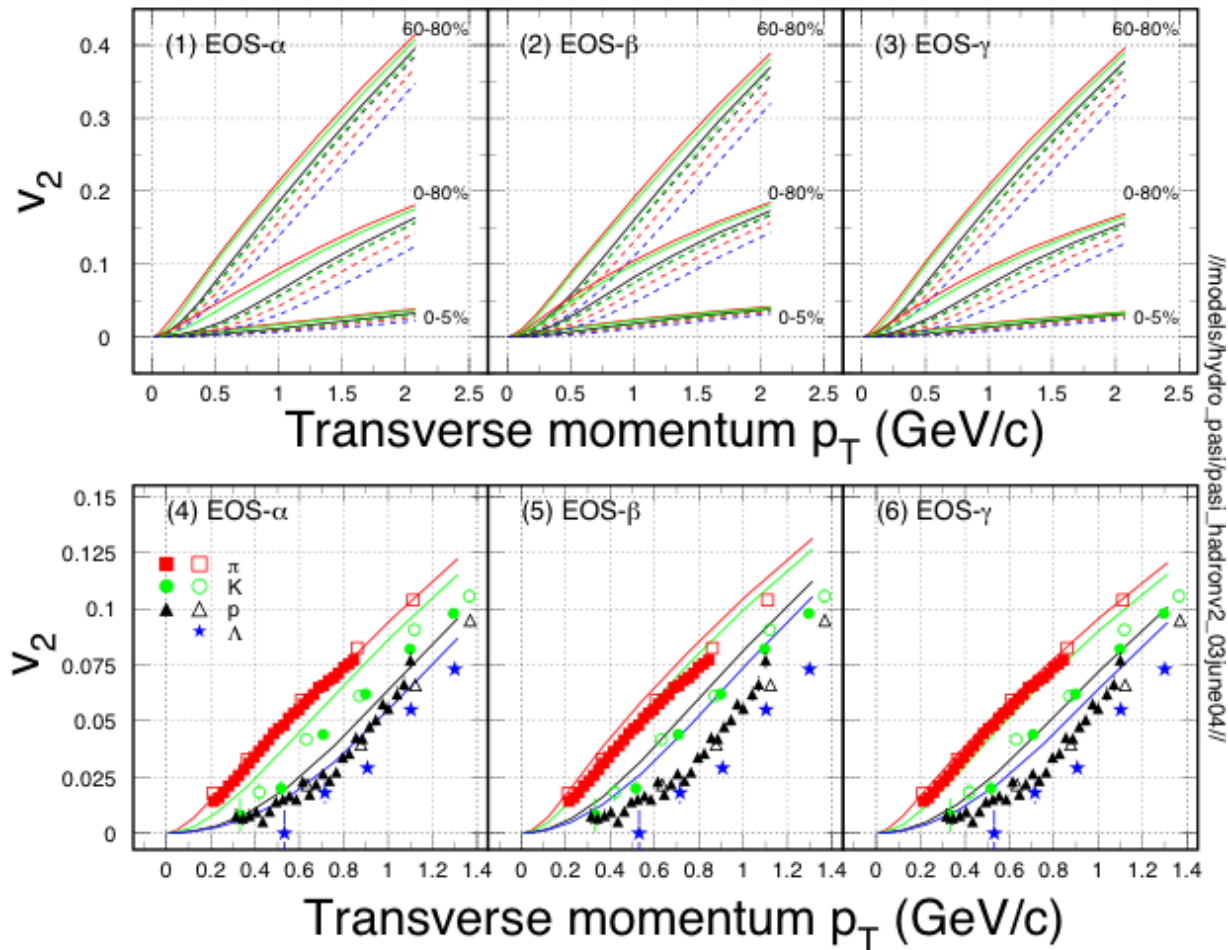 (1) EOS-α
60-80%
(2) EOS-β
60-80%
(3) EOS-γ
60-80%
0-80%
0-80%
0-80%
0-5%
0-5%
0-5%
0.4
0.3
0.2
0.1
0
v2
0 0.5 1 1.5 2 2.5
0 0.5 1 1.5 2 2.5
0 0.5 1 1.5 2 2.5
Transverse momentum pT (GeV/c)
(4) EOS-α
(5) EOS-β
(6) EOS-γ
π
K
p
Λ
0.15
0.125
0.1
0.075
0.05
0.025
0
v2
0 0.2 0.4 0.6 0.8 1 1.2 1.4
0 0.2 0.4 0.6 0.8 1 1.2 1.4
0 0.2 0.4 0.6 0.8 1 1.2 1.4
Transverse momentum pT (GeV/c)
//models/hydro_pasi/pasi_hadronv2_03june04//